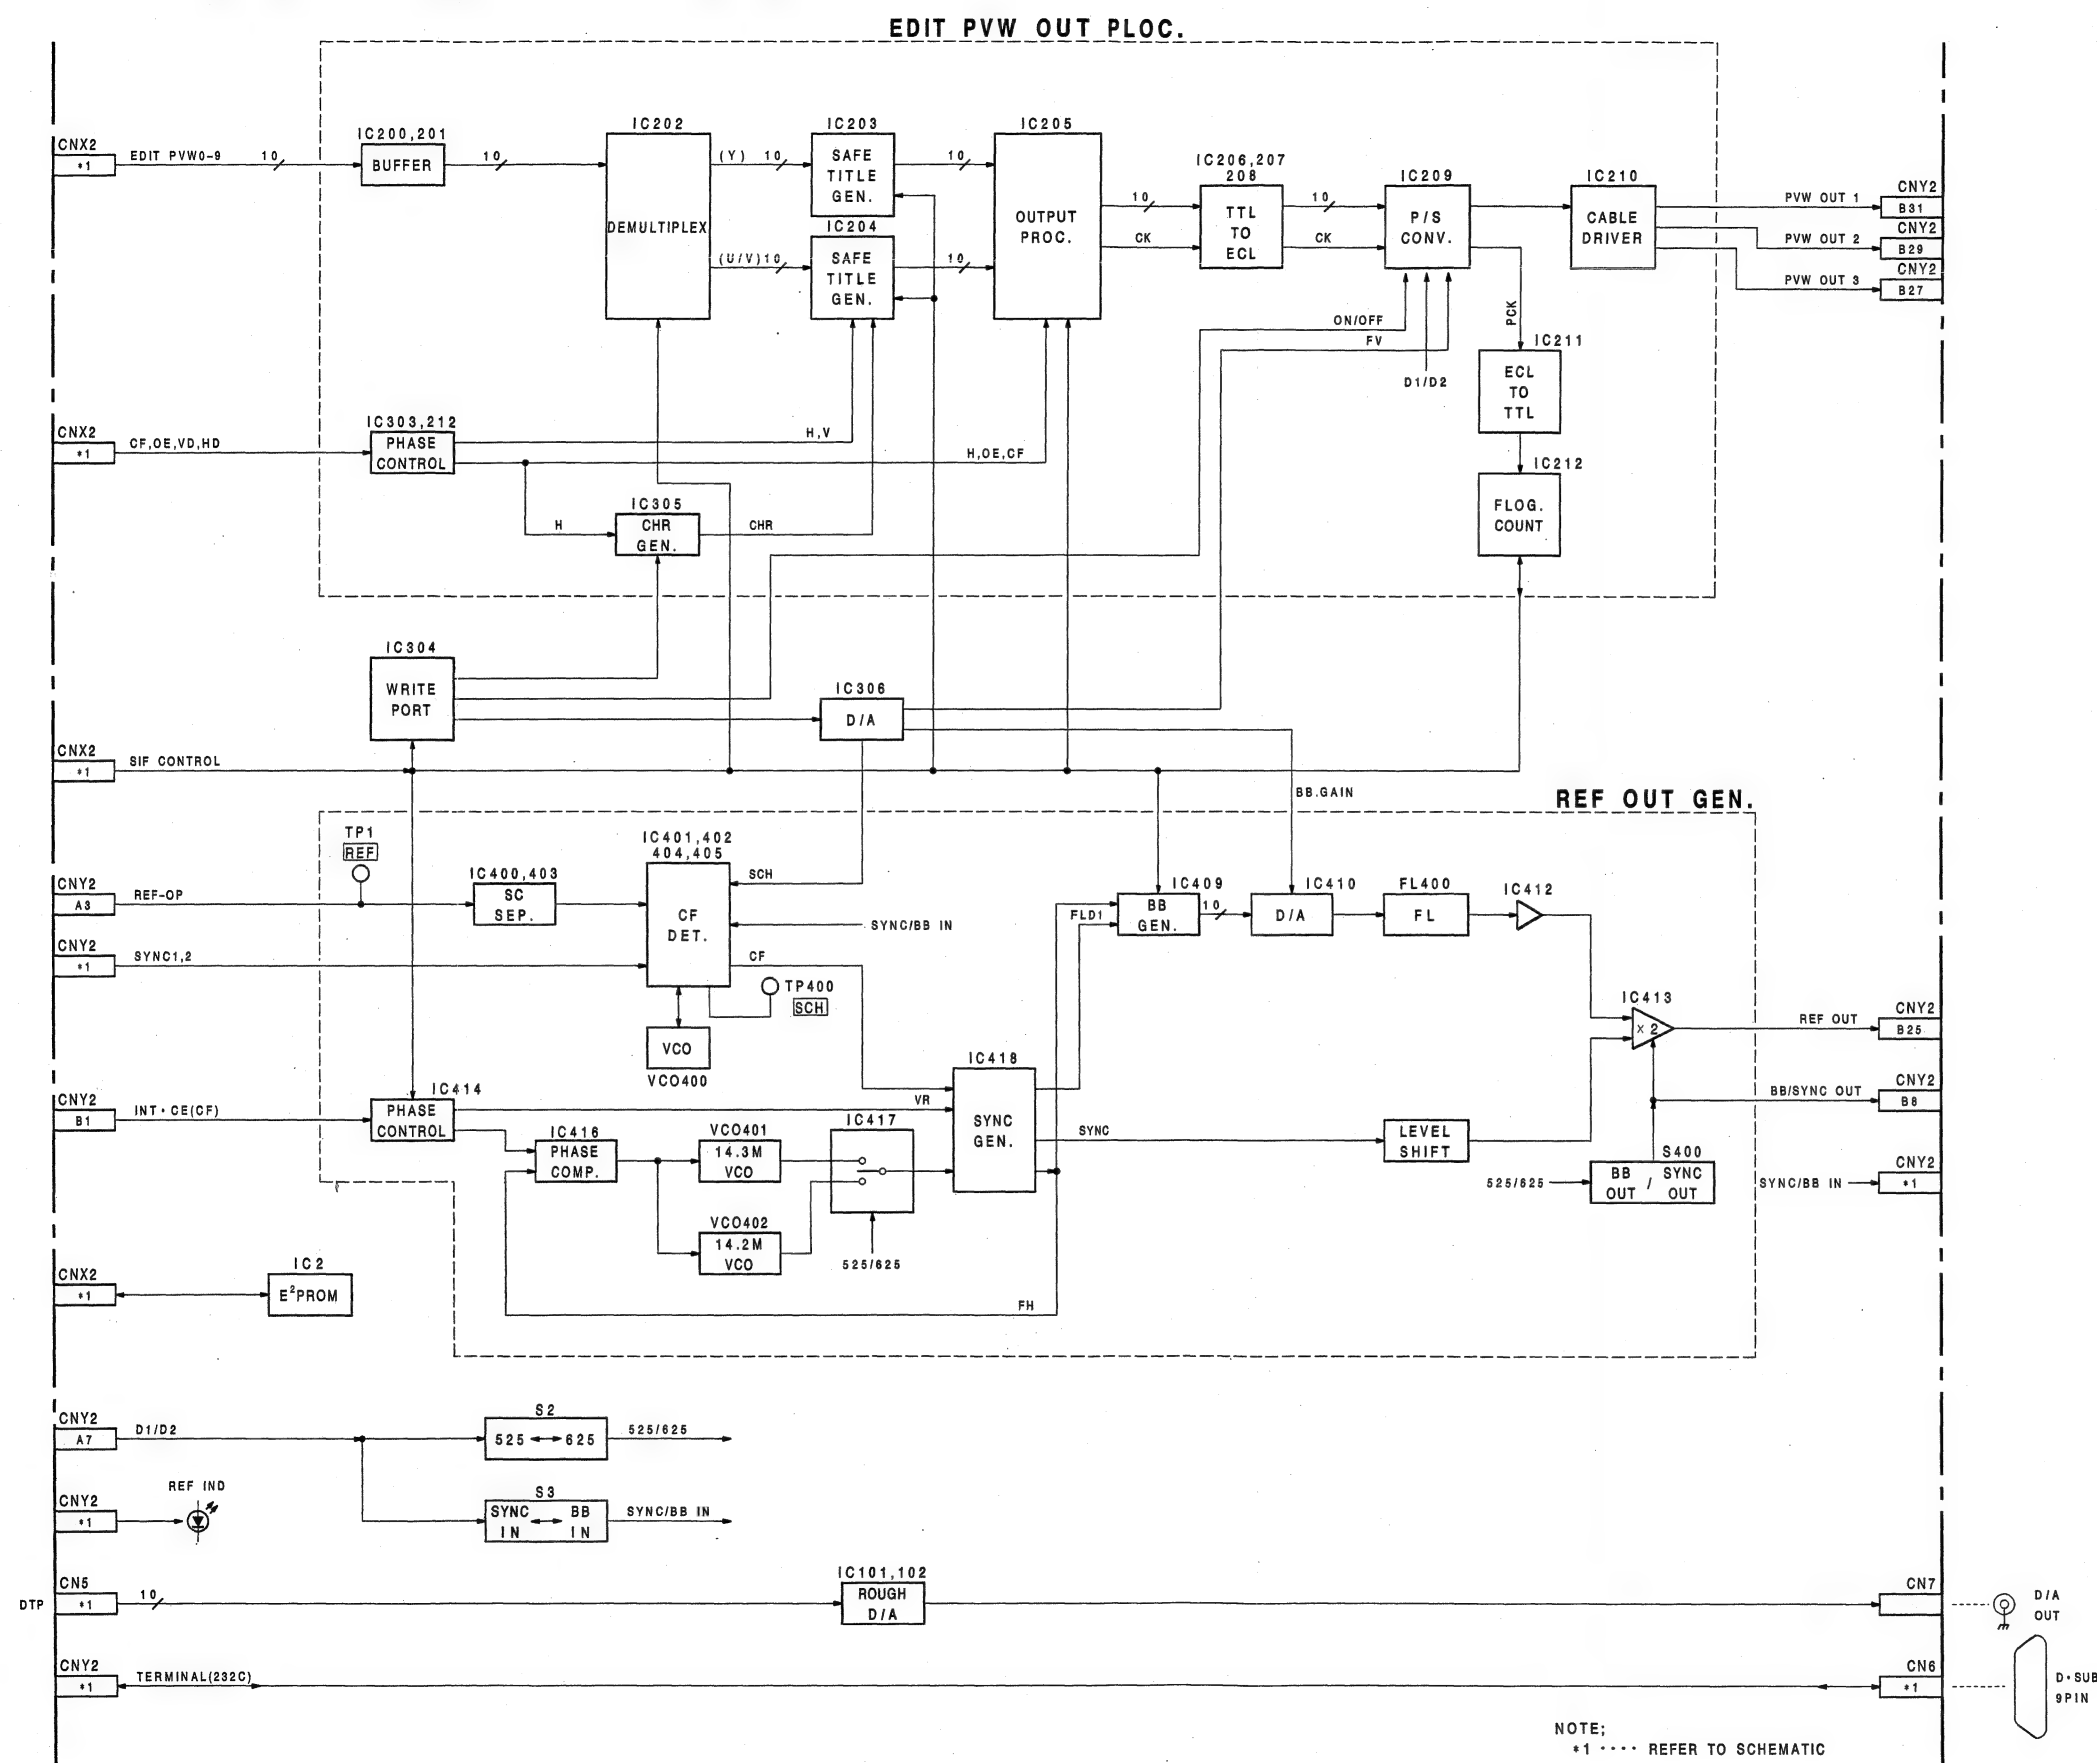 EDIT PVW OUT PLOC.
CNX2
*1
EDIT PVW0-9
10
IC200,201
BUFFER
10
IC202
DEMULTIPLEX
(Y)
10
(U/V)10
IC203
SAFE
TITLE
GEN.
IC204
SAFE
TITLE
GEN.
10
10
IC205
OUTPUT
PROC.
10
CK
IC206,207
208
TTL
TO
ECL
10
CK
IC209
P/S
CONV.
IC210
CABLE
DRIVER
PVW OUT 1
CNY2
B31
PVW OUT 2
CNY2
B29
PVW OUT 3
CNY2
B27
ON/OFF
FV
D1/D2
PCK
IC211
ECL
TO
TTL
IC212
FLOG.
COUNT
CNX2
*1
CF,OE,VD,HD
IC303,212
PHASE
CONTROL
H,V
H,OE,CF
H
IC305
CHR
GEN.
CHR
IC304
WRITE
PORT
IC306
D/A
CNX2
*1
SIF CONTROL
BB.GAIN
REF OUT GEN.
TP1
REF
CNY2
A3
REF-OP
IC400,403
SC
SEP.
IC401,402
404,405
CF
DET.
SCH
SYNC/BB IN
CF
TP400
SCH
VCO
VCO400
CNY2
*1
SYNC1,2
FLD1
IC409
BB
GEN.
10
IC410
D/A
FL400
FL
IC412
IC413
×2
REF OUT
CNY2
B25
CNY2
B1
INT·CE(CF)
IC414
PHASE
CONTROL
VR
IC416
PHASE
COMP.
VCO401
14.3M
VCO
VCO402
14.2M
VCO
IC417
525/625
IC418
SYNC
GEN.
SYNC
FH
LEVEL
SHIFT
BB/SYNC OUT
CNY2
B8
S400
BB / SYNC
OUT OUT
525/625
SYNC/BB IN
CNY2
*1
CNX2
*1
IC2
E²PROM
CNY2
A7
D1/D2
S2
525 ↔ 625
525/625
CNY2
*1
REF IND
S3
SYNC ↔ BB
IN IN
SYNC/BB IN
DTP
CN5
*1
10
IC101,102
ROUGH
D/A
CN7
D/A
OUT
CNY2
*1
TERMINAL(232C)
CN6
*1
D·SUB
9PIN
NOTE;
*1 ···· REFER TO SCHEMATIC